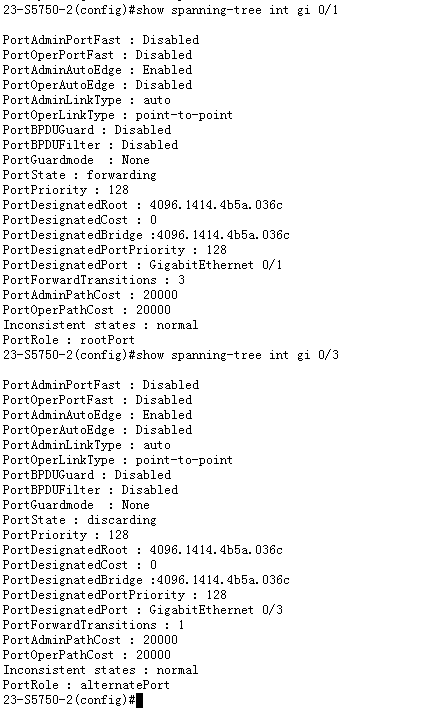 23-S5750-2(config)#show spanning-tree int gi 0/1
PortAdminPortFast : Disabled
PortOperPortFast : Disabled
PortAdminAutoEdge : Enabled
PortOperAutoEdge : Disabled
PortAdminLinkType : auto
PortOperLinkType : point-to-point
PortBPDUGuard : Disabled
PortBPDUFilter : Disabled
PortGuardmode  : None
PortState : forwarding
PortPriority : 128
PortDesignatedRoot : 4096.1414.4b5a.036c
PortDesignatedCost : 0
PortDesignatedBridge :4096.1414.4b5a.036c
PortDesignatedPortPriority : 128
PortDesignatedPort : GigabitEthernet 0/1
PortForwardTransitions : 3
PortAdminPathCost : 20000
PortOperPathCost : 20000
Inconsistent states : normal
PortRole : rootPort
23-S5750-2(config)#show spanning-tree int gi 0/3
PortAdminPortFast : Disabled
PortOperPortFast : Disabled
PortAdminAutoEdge : Enabled
PortOperAutoEdge : Disabled
PortAdminLinkType : auto
PortOperLinkType : point-to-point
PortBPDUGuard : Disabled
PortBPDUFilter : Disabled
PortGuardmode  : None
PortState : discarding
PortPriority : 128
PortDesignatedRoot : 4096.1414.4b5a.036c
PortDesignatedCost : 0
PortDesignatedBridge :4096.1414.4b5a.036c
PortDesignatedPortPriority : 128
PortDesignatedPort : GigabitEthernet 0/3
PortForwardTransitions : 1
PortAdminPathCost : 20000
PortOperPathCost : 20000
Inconsistent states : normal
PortRole : alternatePort
23-S5750-2(config)#